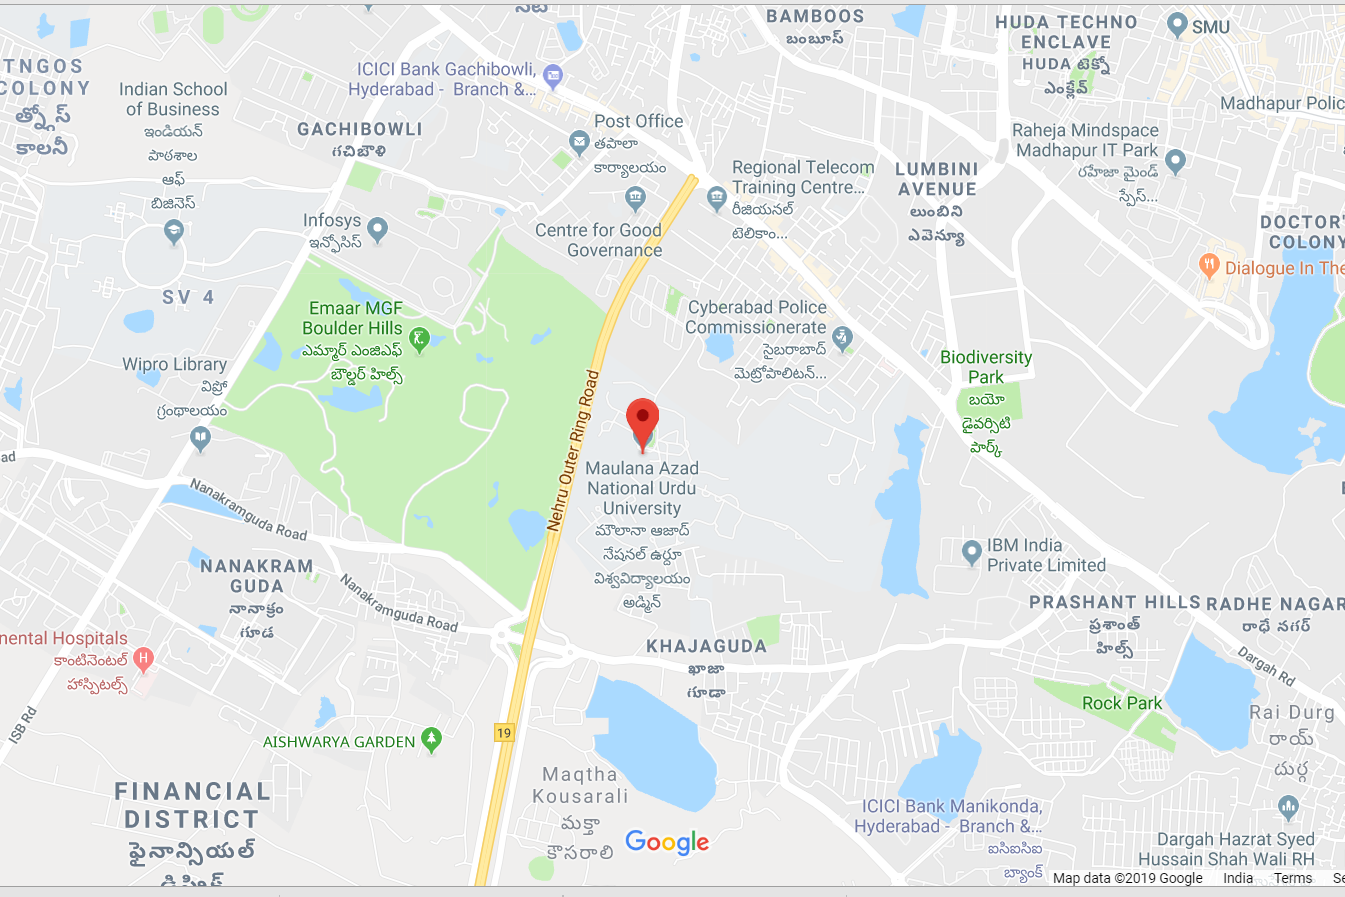 BAMBOOS
బంబూస్
HUDA TECHNO
ENCLAVE
HUDA టెక్నో
ఎంక్లేవ్
SMU
TNGOS
COLONY
త్న్గోస్
కాలనీ
Indian School
of Business
ఇండియన్
పాఠశాల
ఆఫ్
బిజినెస్
ICICI Bank Gachibowli,
Hyderabad - Branch &...
GACHIBOWLI
గచిబౌళి
Post Office
తపాలా
కార్యాలయం
Madhapur Polic
Raheja Mindspace
Madhapur IT Park
రహేజా మైండ్
స్పేస్...
Regional Telecom
Training Centre...
రీజియనల్
టెలికాం...
LUMBINI
AVENUE
లుంబిని
ఎవెన్యూ
Infosys
ఇన్ఫోసిస్
Centre for Good
Governance
DOCTOR'
COLONY
Dialogue In The
SV 4
Emaar MGF
Boulder Hills
ఎమ్మార్ ఎంజిఎఫ్
బౌల్డర్ హిల్స్
Cyberabad Police
Commissionerate
సైబరాబాద్
మెట్రోపాలిటన్...
Wipro Library
విప్రో
గ్రంథాలయం
Biodiversity
Park
బయో
డైవర్సిటి
పార్క్
Nehru Outer Ring Road
ad
Maulana Azad
National Urdu
University
మౌలానా ఆజాద్
నేషనల్ ఉర్దూ
విశ్వవిద్యాలయం
అడ్మిన్
Nanakramguda Road
IBM India
Private Limited
NANAKRAM
GUDA
నానాక్రం
గూడ
Nanakramguda Road
PRASHANT HILLS
ప్రశాంత్
హిల్స్
RADHE NAGAR
రాధే నగర్
nental Hospitals
కాంటినెంటల్
హాస్పిటల్స్
KHAJAGUDA
ఖాజా
గూడా
Dargah Rd
Rock Park
Rai Durg
రాయ్
దుర్గ
ISB Rd
AISHWARYA GARDEN
19
FINANCIAL
DISTRICT
ఫైనాన్సియల్
Maqtha
Kousarali
మక్తా
కౌసరాలి
ICICI Bank Manikonda,
Hyderabad - Branch &...
ఐసిఐసిఐ
బ్యాంక్
Dargah Hazrat Syed
Hussain Shah Wali RH
Google
Map data ©2019 Google India Terms Se